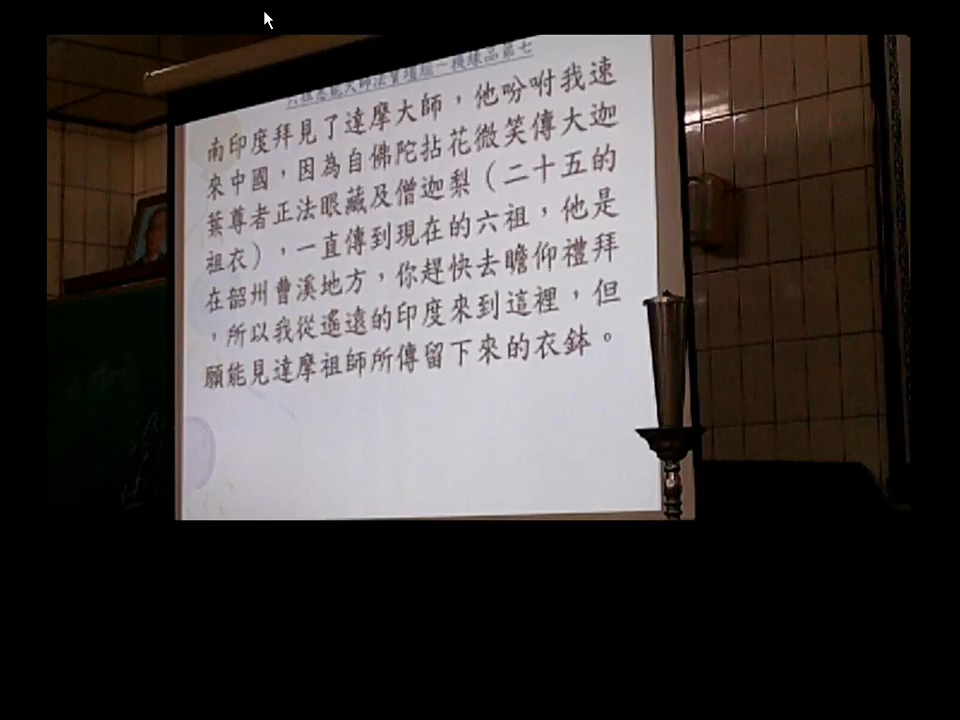 六祖惠能大師法寶壇經－機緣品第七
南印度拜見了達摩大師，他吩咐我速
來中國，因為自佛陀拈花微笑傳大迦
葉尊者正法眼藏及僧迦梨（二十五的
祖衣），一直傳到現在的六祖，他是
在韶州曹溪地方，你趕快去瞻仰禮拜
，所以我從遙遠的印度來到這裡，但
願能見達摩祖師所傳留下來的衣鉢。